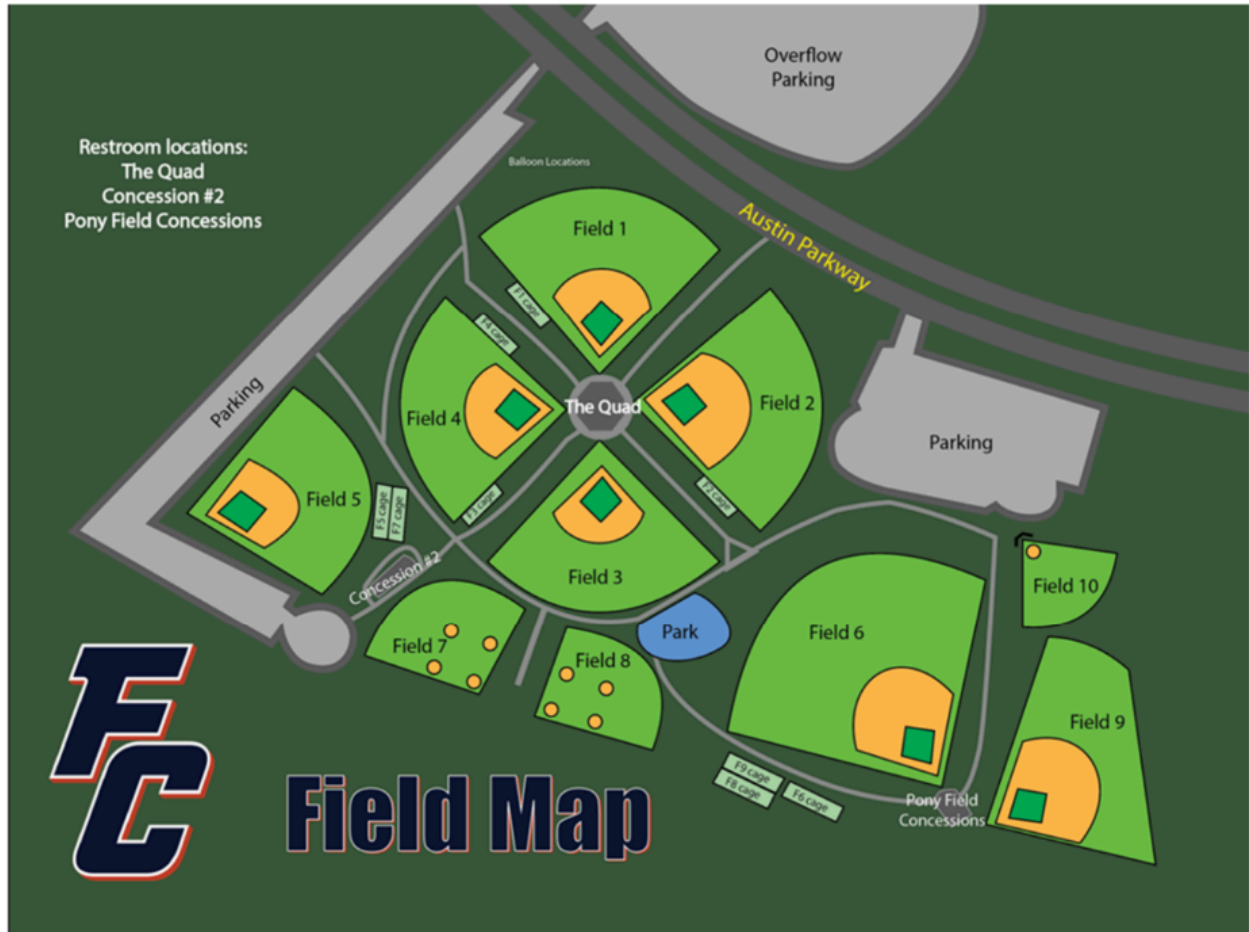 Overflow
Parking
Restroom locations:
The Quad
Concession #2
Pony Field Concessions
Balloon Locations
Austin Parkway
Field 1
F1 cage
F4 cage
Parking
Field 4
The Quad
Field 2
Parking
Field 5
F5 cage
F7 cage
F3 cage
F2 cage
Concession #2
Field 3
Field 10
Field 7
Field 8
Park
Field 6
Field 9
F9 cage
F8 cage
F6 cage
Pony Field
Concessions
FC
Field Map